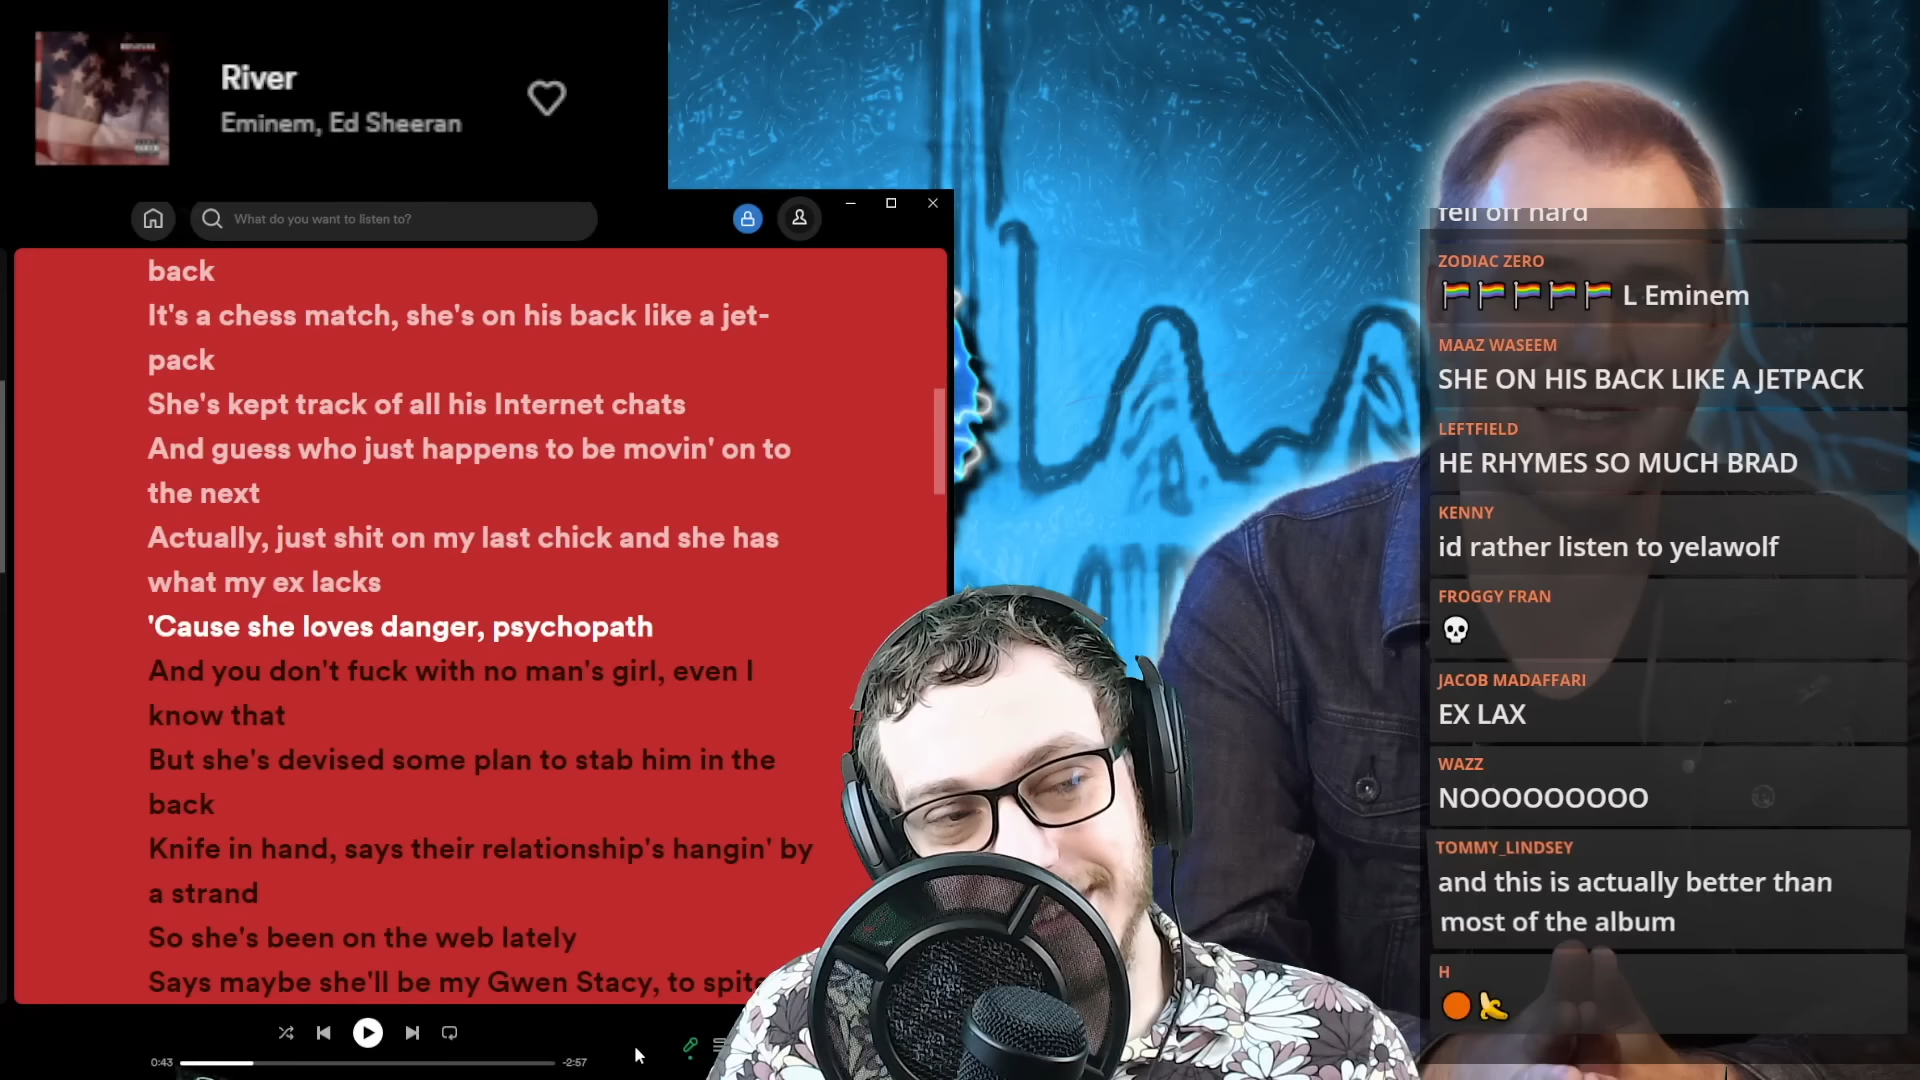 River
Eminem, Ed Sheeran
What do you want to listen to?
back
It's a chess match, she's on his back like a jet-
pack
She's kept track of all his Internet chats
And guess who just happens to be movin' on to
the next
Actually, just shit on my last chick and she has
what my ex lacks
'Cause she loves danger, psychopath
And you don't fuck with no man's girl, even I
know that
But she's devised some plan to stab him in the
back
Knife in hand, says their relationship's hangin' by
a strand
So she's been on the web lately
Says maybe she'll be my Gwen Stacy, to spite
0:43
-2:57
fell off hard
ZODIAC ZERO
🏳️‍🌈🏳️‍🌈🏳️‍🌈🏳️‍🌈🏳️‍🌈 L Eminem
MAAZ WASEEM
SHE ON HIS BACK LIKE A JETPACK
LEFTFIELD
HE RHYMES SO MUCH BRAD
KENNY
id rather listen to yelawolf
FROGGY FRAN
💀
JACOB MADAFFARI
EX LAX
WAZZ
NOOOOOOOOO
TOMMY_LINDSEY
and this is actually better than
most of the album
H
🟠🍌